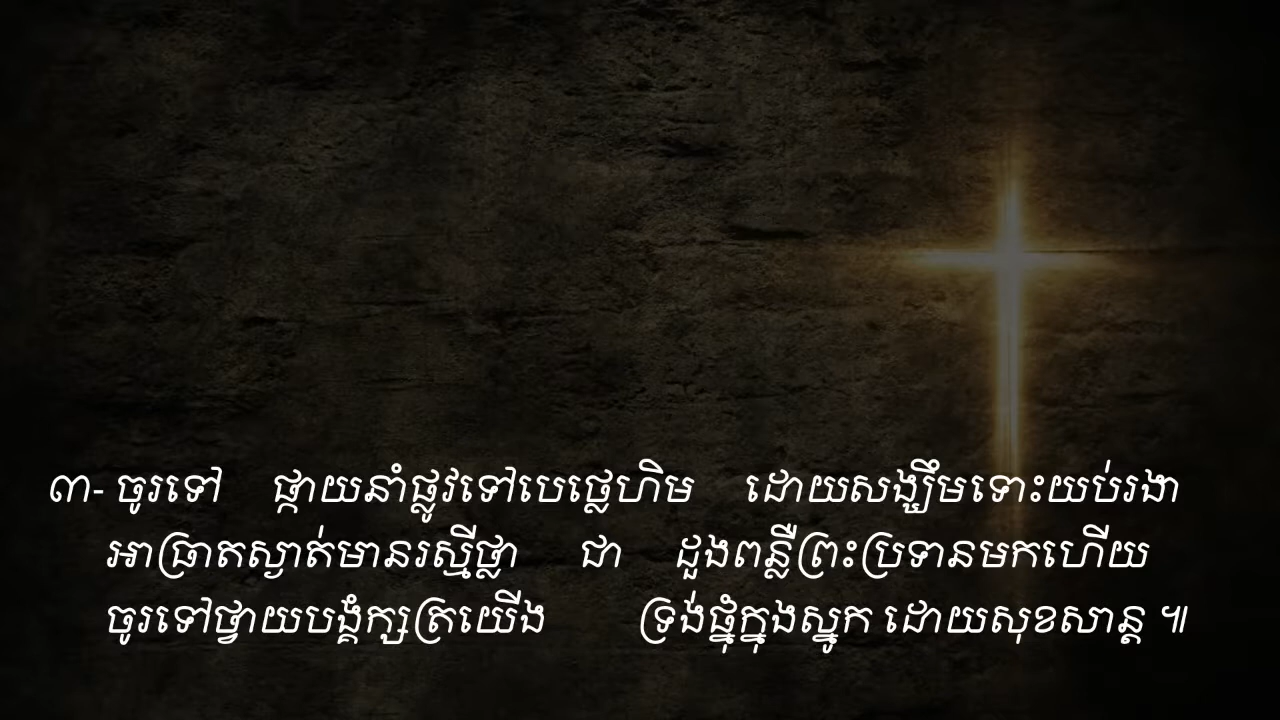 ៣- ចូរទៅ ផ្កាយនាំផ្លូវទៅបេថ្លេហិម ដោយសង្ឃឹមទោះយប់រងា
អាធ្រាតស្ងាត់មានរស្មីថ្លា ជា ដួងពន្លឺព្រះប្រទានមកហើយ
ចូរទៅថ្វាយបង្គំក្សត្រយើង ទ្រង់ផ្ទុំក្នុងស្នូក ដោយសុខសាន្ត ៕